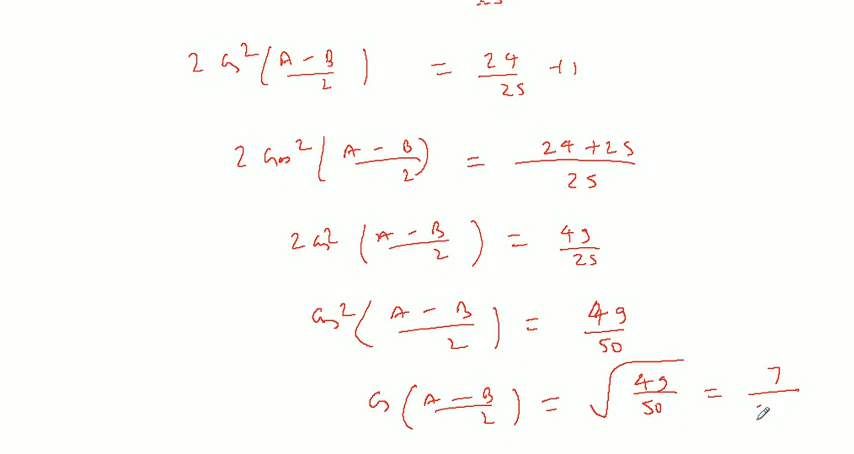 2 cos²(A - B / 2) = 24/25 + 1
2 cos²(A - B / 2) = 24 + 25 / 25
2 cos²(A - B / 2) = 49/25
cos²(A - B / 2) = 49/50
cos(A - B / 2) = √(49/50) = 7/